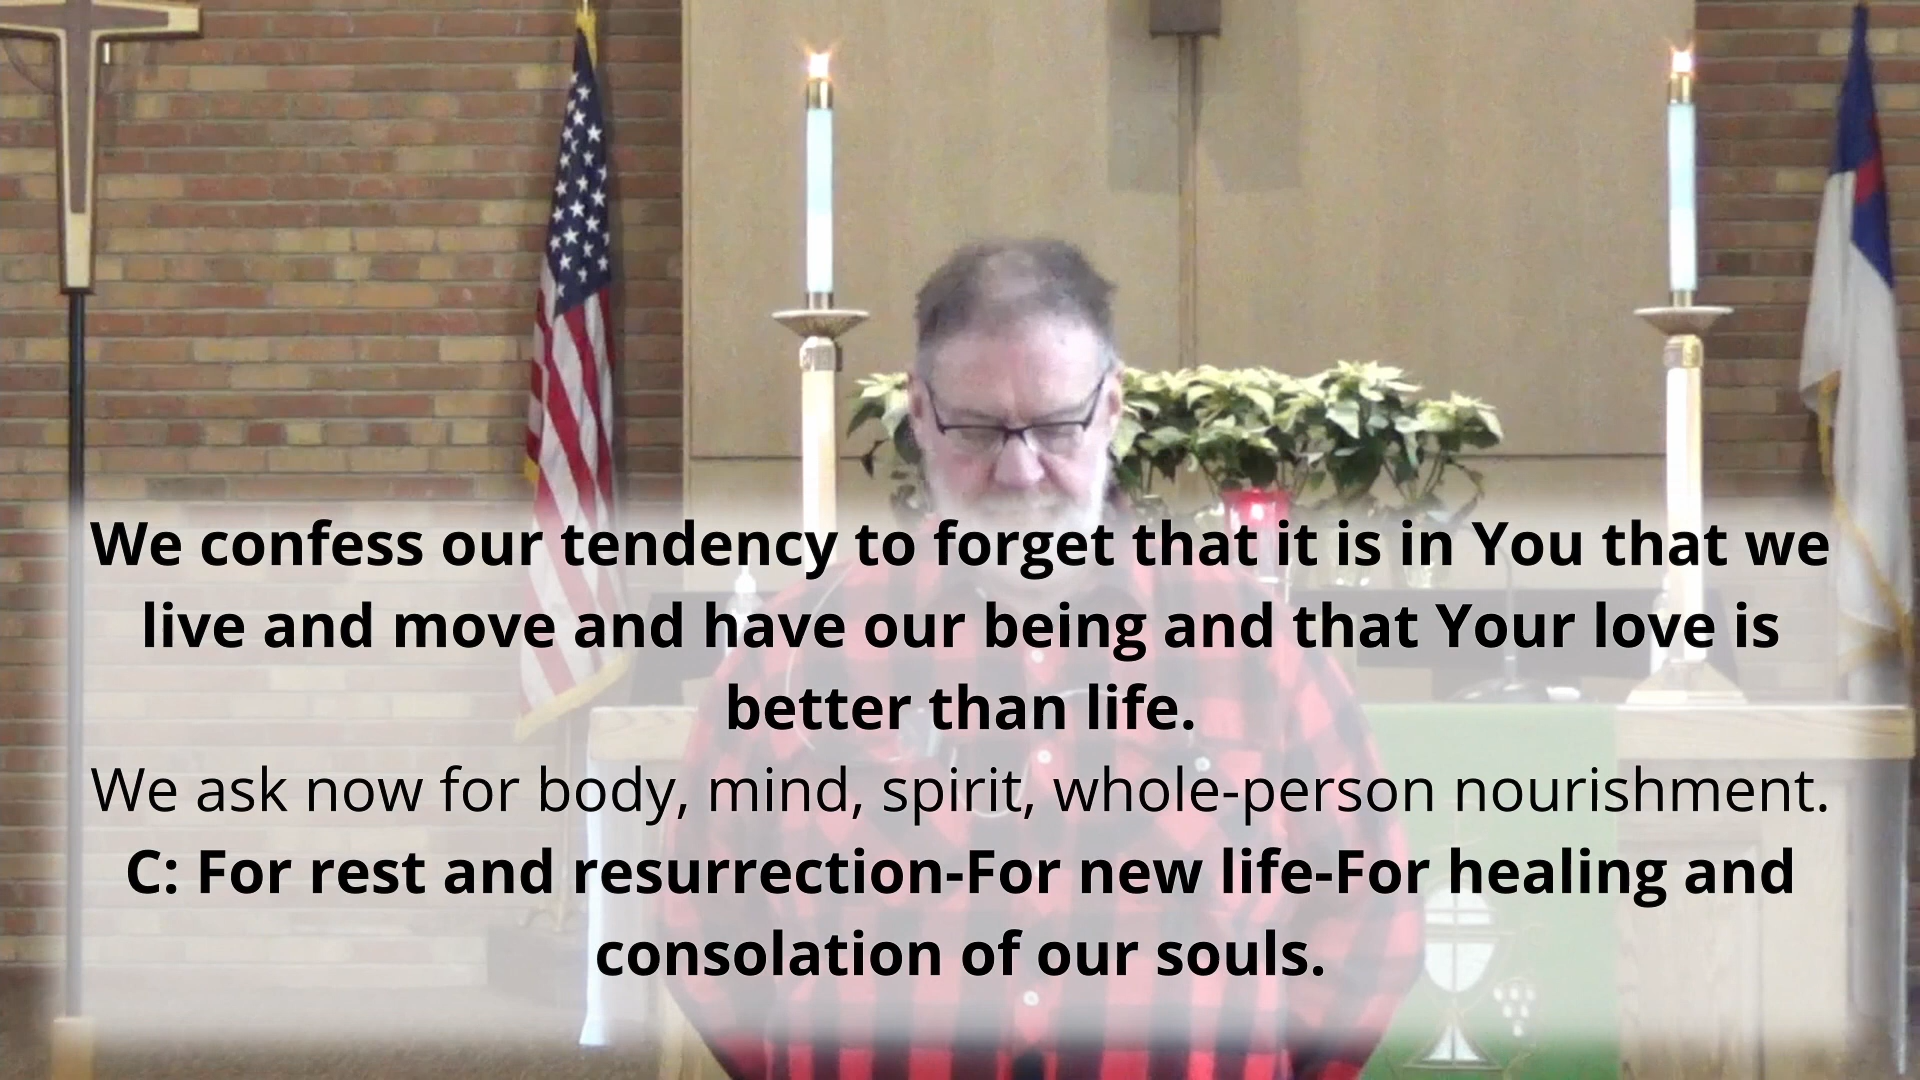 We confess our tendency to forget that it is in You that we
live and move and have our being and that Your love is
better than life.
We ask now for body, mind, spirit, whole-person nourishment.
C: For rest and resurrection-For new life-For healing and
consolation of our souls.